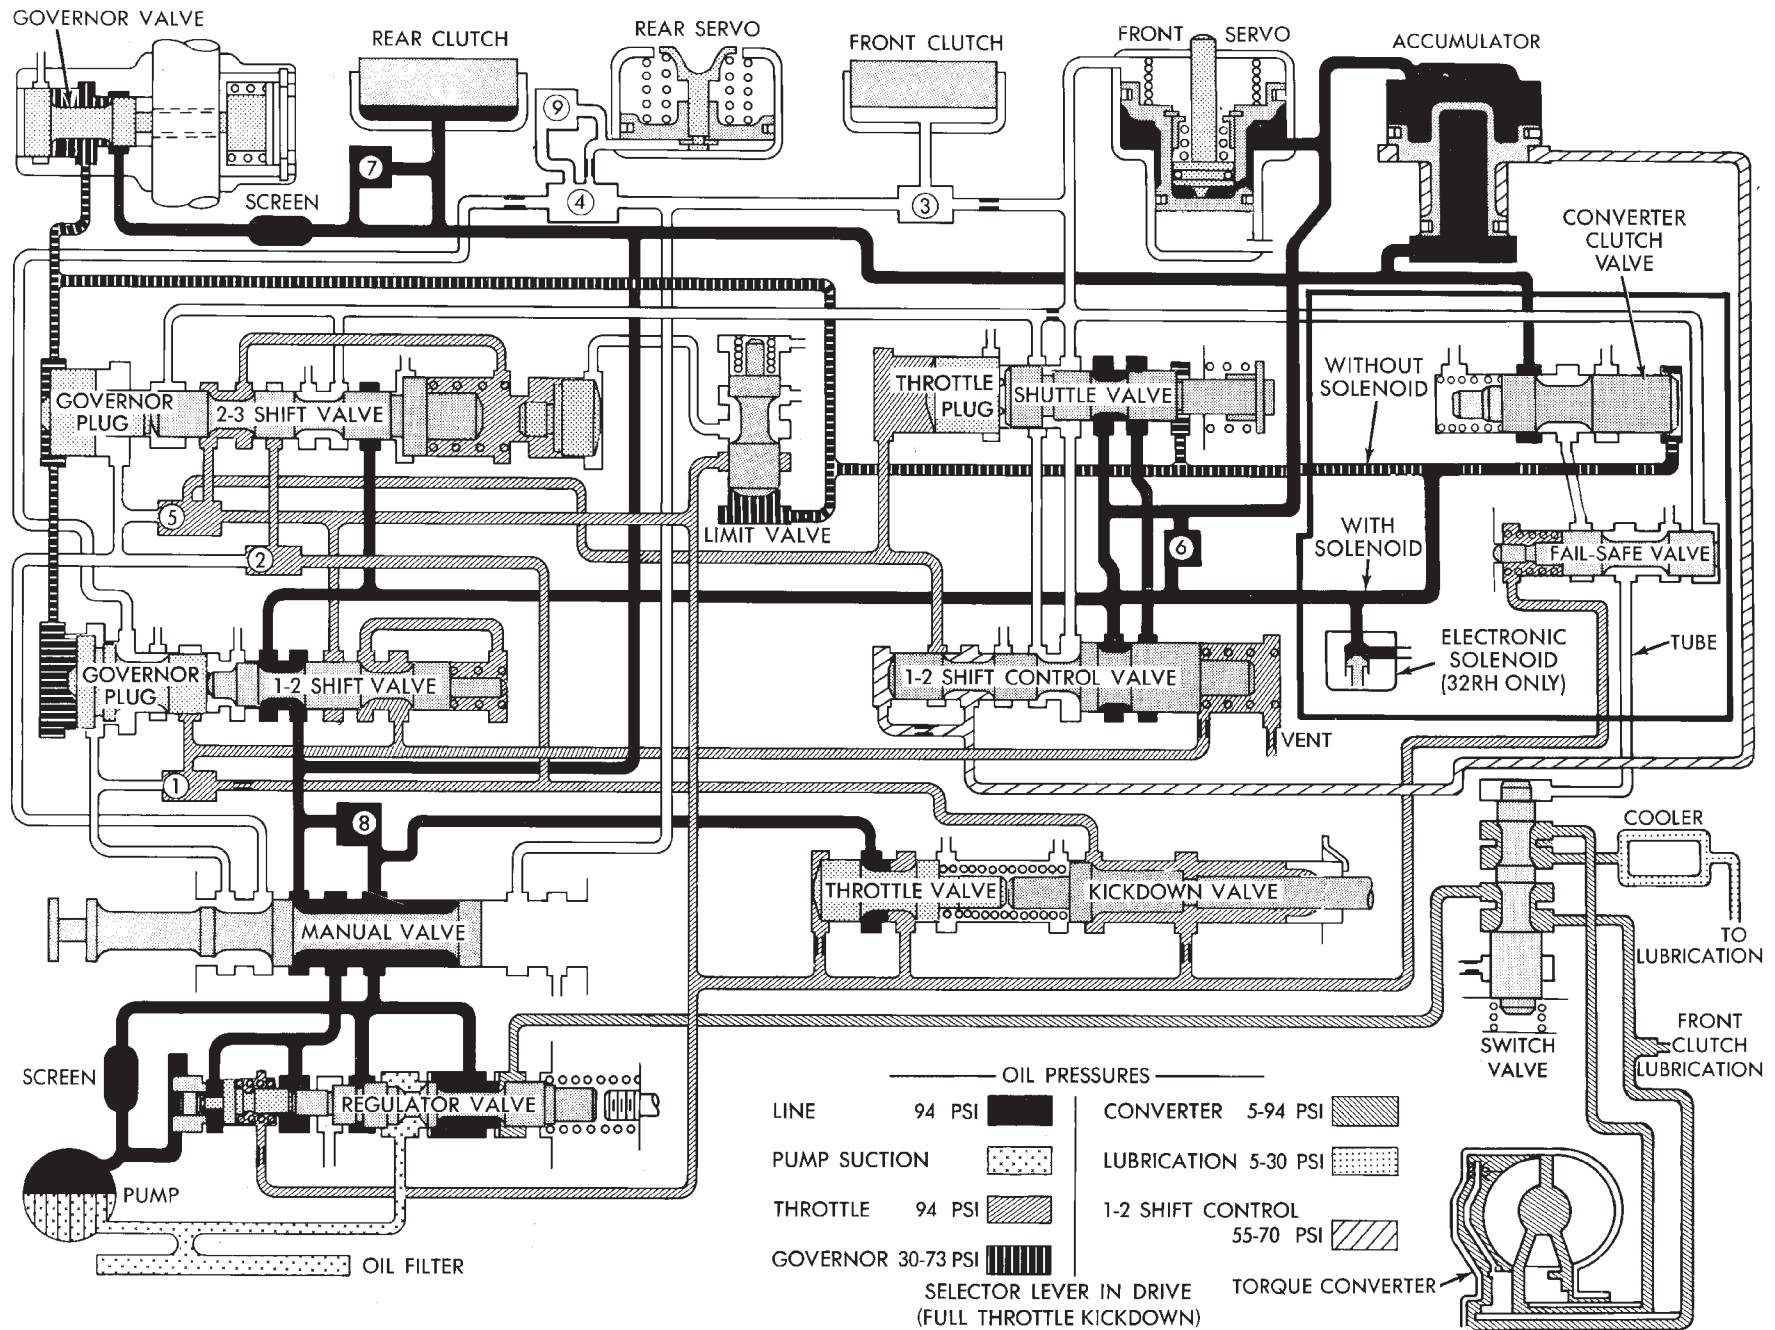 GOVERNOR VALVE
REAR CLUTCH
REAR SERVO
FRONT CLUTCH
FRONT SERVO
ACCUMULATOR
9
7
SCREEN
4
3
CONVERTER
CLUTCH
VALVE
WITHOUT
SOLENOID
GOVERNOR
PLUG
2-3 SHIFT VALVE
THROTTLE
PLUG
SHUTTLE VALVE
5
LIMIT VALVE
2
6
WITH
SOLENOID
FAIL-SAFE VALVE
GOVERNOR
PLUG
1-2 SHIFT VALVE
1-2 SHIFT CONTROL VALVE
ELECTRONIC
SOLENOID
(32RH ONLY)
TUBE
VENT
1
8
COOLER
MANUAL VALVE
THROTTLE VALVE
KICKDOWN VALVE
TO
LUBRICATION
SCREEN
REGULATOR VALVE
SWITCH
VALVE
FRONT
CLUTCH
LUBRICATION
PUMP
OIL FILTER
OIL PRESSURES
LINE 94 PSI
PUMP SUCTION
THROTTLE 94 PSI
GOVERNOR 30-73 PSI
CONVERTER 5-94 PSI
LUBRICATION 5-30 PSI
1-2 SHIFT CONTROL
55-70 PSI
SELECTOR LEVER IN DRIVE
(FULL THROTTLE KICKDOWN)
TORQUE CONVERTER